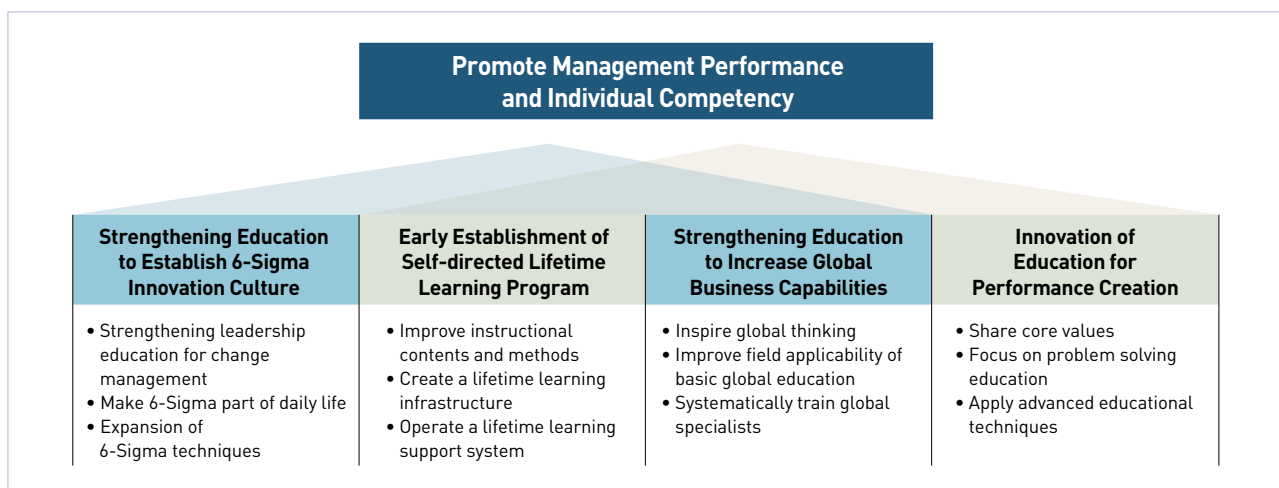 Promote Management Performance
and Individual Competency
Strengthening Education
to Establish 6-Sigma
Innovation Culture
• Strengthening leadership
education for change
management
• Make 6-Sigma part of daily life
• Expansion of
6-Sigma techniques
Early Establishment of
Self-directed Lifetime
Learning Program
• Improve instructional
contents and methods
• Create a lifetime learning
infrastructure
• Operate a lifetime learning
support system
Strengthening Education
to Increase Global
Business Capabilities
• Inspire global thinking
• Improve field applicability of
basic global education
• Systematically train global
specialists
Innovation of
Education for
Performance Creation
• Share core values
• Focus on problem solving
education
• Apply advanced educational
techniques